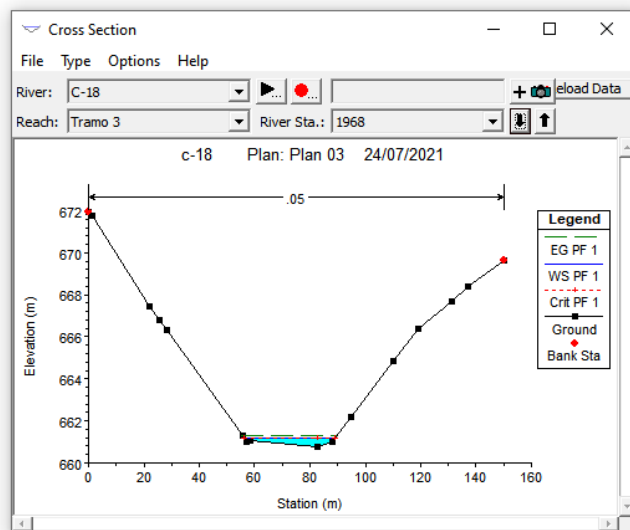 Cross Section
File Type Options Help
River: C-18 eload Data
Reach: Tramo 3 River Sta.: 1968
c-18 Plan: Plan 03 24/07/2021
.05
672
670
668
666
664
662
660
Elevation (m)
0 20 40 60 80 100 120 140 160
Station (m)
Legend
EG PF 1
WS PF 1
Crit PF 1
Ground
Bank Sta